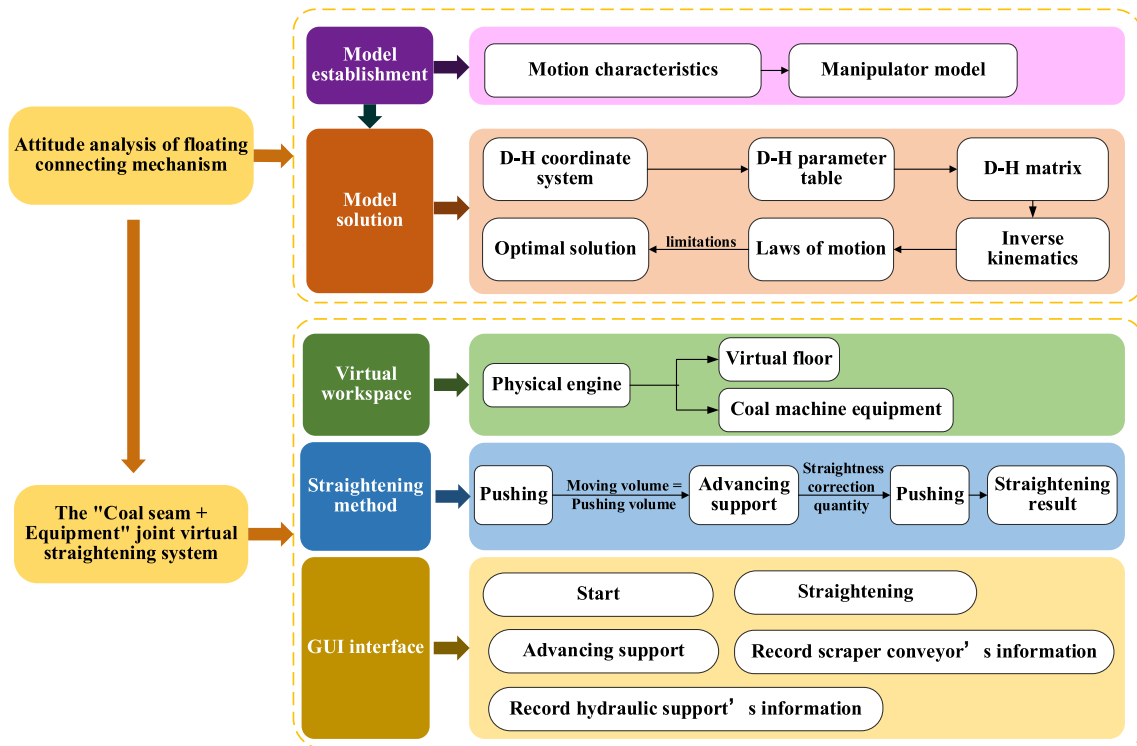 Attitude analysis of floating
connecting mechanism
The "Coal seam +
Equipment" joint virtual
straightening system
Model
establishment
Motion characteristics
Manipulator model
Model
solution
D-H coordinate
system
D-H parameter
table
D-H matrix
Optimal solution
limitations
Laws of motion
Inverse
kinematics
Virtual
workspace
Physical engine
Virtual floor
Coal machine equipment
Straightening
method
Pushing
Moving volume =
Pushing volume
Advancing
support
Straightness
correction
quantity
Pushing
Straightening
result
GUI interface
Start
Straightening
Advancing support
Record scraper conveyor’s information
Record hydraulic support’s information